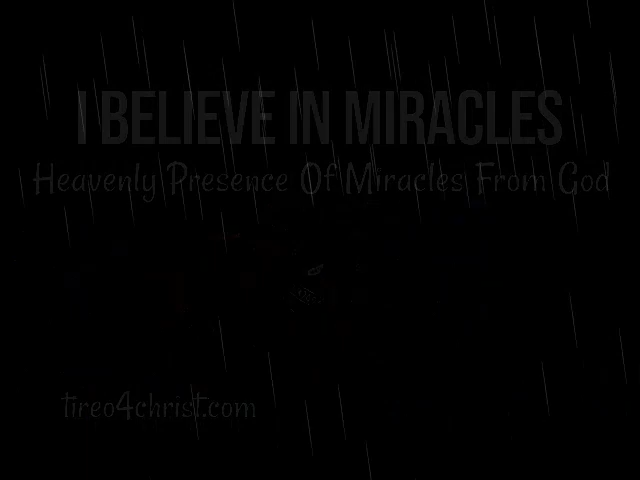 I BELIEVE IN MIRACLES
Heavenly Presence Of Miracles From God
tireo4christ.com